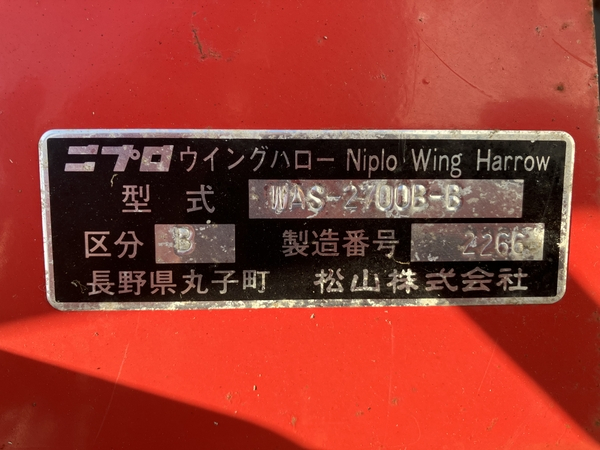 ニプロ ウイングハロー Niplo Wing Harrow
型式 WAS-2700B-B
区分 B 製造番号 2266
長野県丸子町 松山株式会社